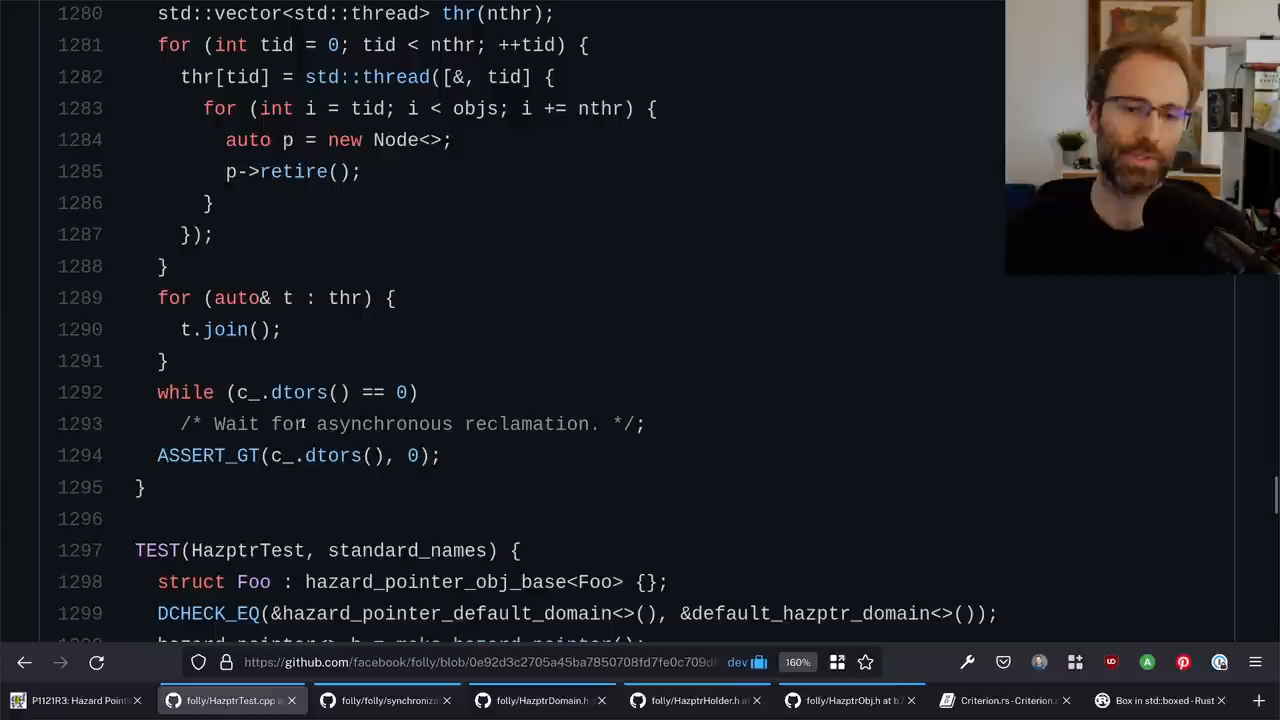 1280 std::vector<std::thread> thr(nthr);
1281 for (int tid = 0; tid < nthr; ++tid) {
1282 thr[tid] = std::thread([&, tid] {
1283 for (int i = tid; i < objs; i += nthr) {
1284 auto p = new Node<>;
1285 p->retire();
1286 }
1287 });
1288 }
1289 for (auto& t : thr) {
1290 t.join();
1291 }
1292 while (c_.dtors() == 0)
1293 /* Wait for asynchronous reclamation. */;
1294 ASSERT_GT(c_.dtors(), 0);
1295 }
1296
1297 TEST(HazptrTest, standard_names) {
1298 struct Foo : hazard_pointer_obj_base<Foo> {};
1299 DCHECK_EQ(&hazard_pointer_default_domain<>(), &default_hazptr_domain<>());
https://github.com/facebook/folly/blob/0e92d3c2705a45ba7850708fd7fe0c709d dev 160%
P1121R3: Hazard Point folly/HazptrTest.cpp a folly/folly/synchroniza folly/HazptrDomain.h folly/HazptrHolder.h at folly/HazptrObj.h at b7 Criterion.rs - Criterion. Box in std::boxed - Rust